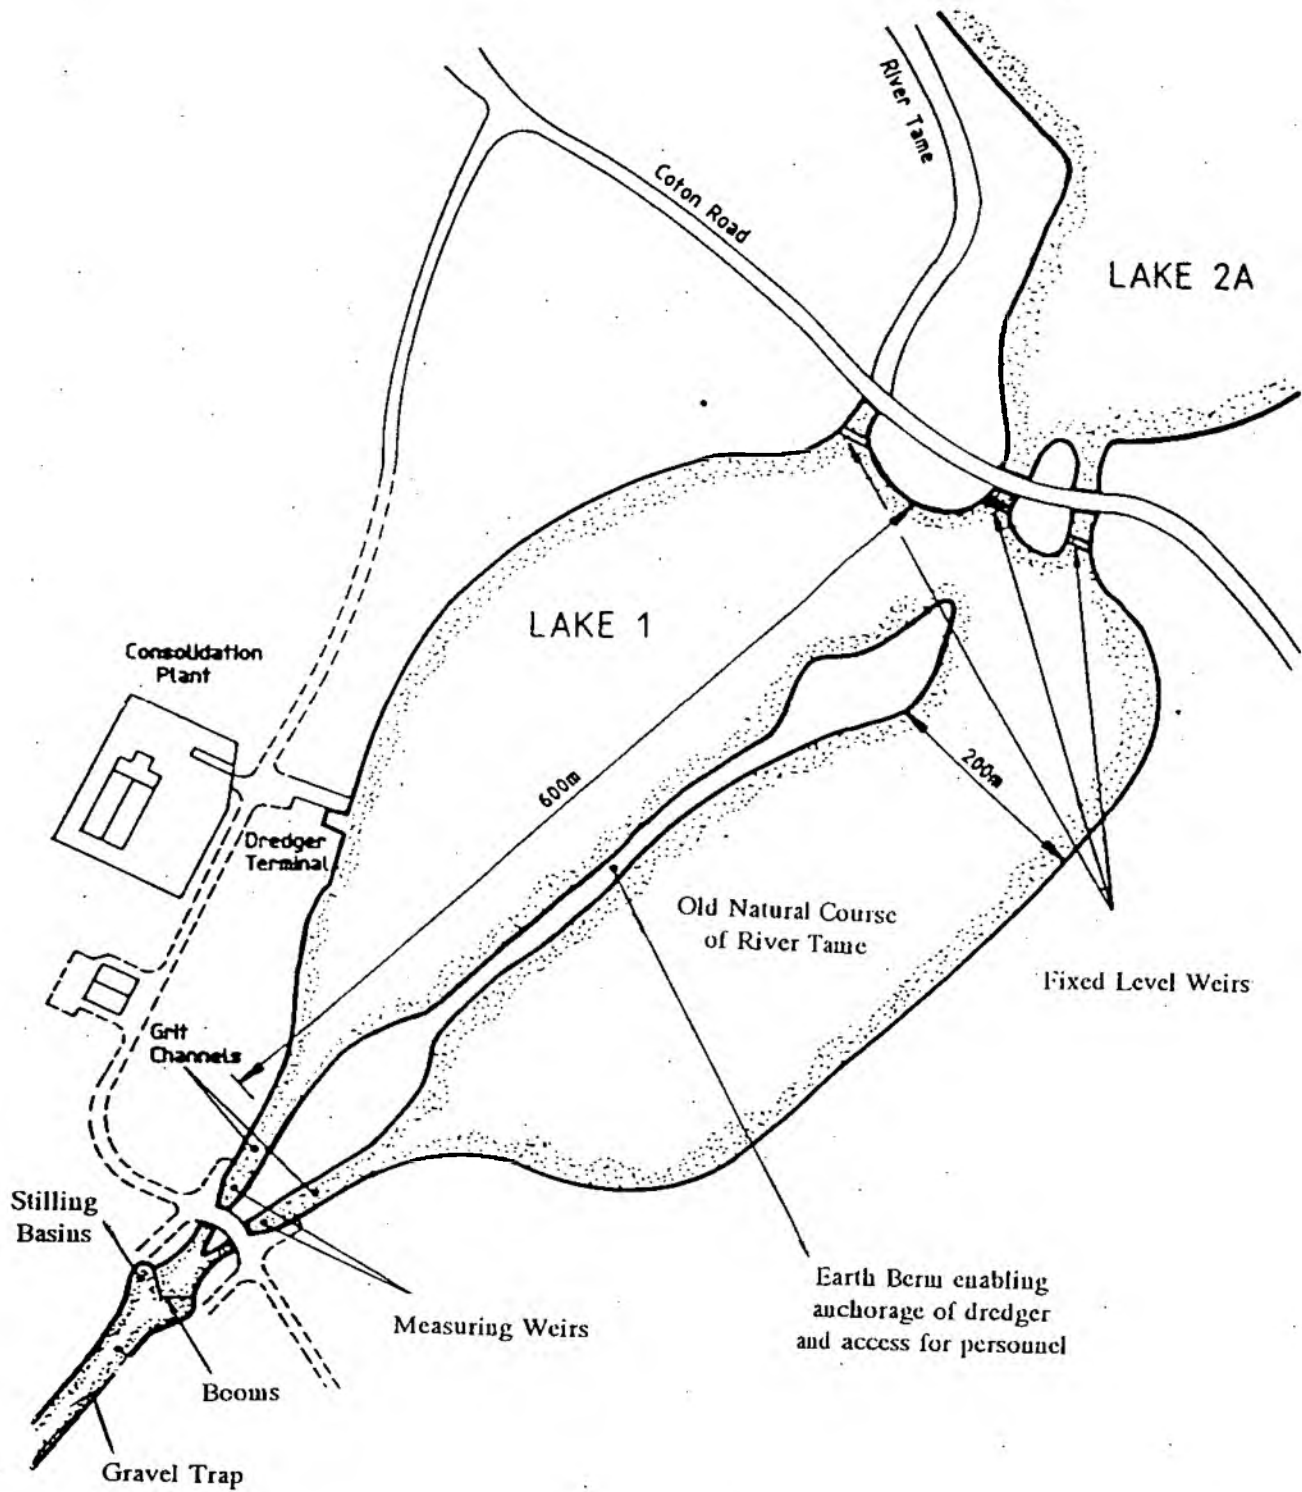 River Tame
Coton Road
LAKE 2A
LAKE 1
Consolidation
Plant
600m
200m
Dredger
Terminal
Old Natural Course
of River Tame
Fixed Level Weirs
Grit
Channels
Stilling
Basins
Measuring Weirs
Earth Berm enabling
anchorage of dredger
and access for personnel
Booms
Gravel Trap